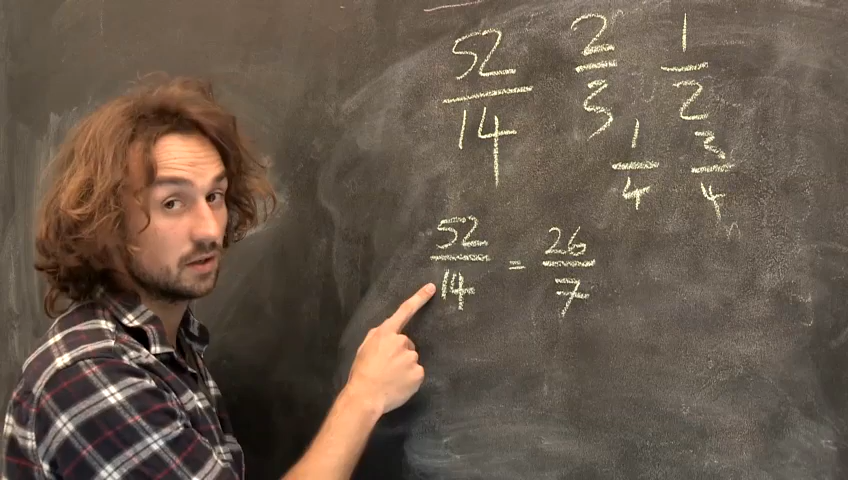 52/14 2/3 1/2
1/4 3/4
52/14 = 26/7